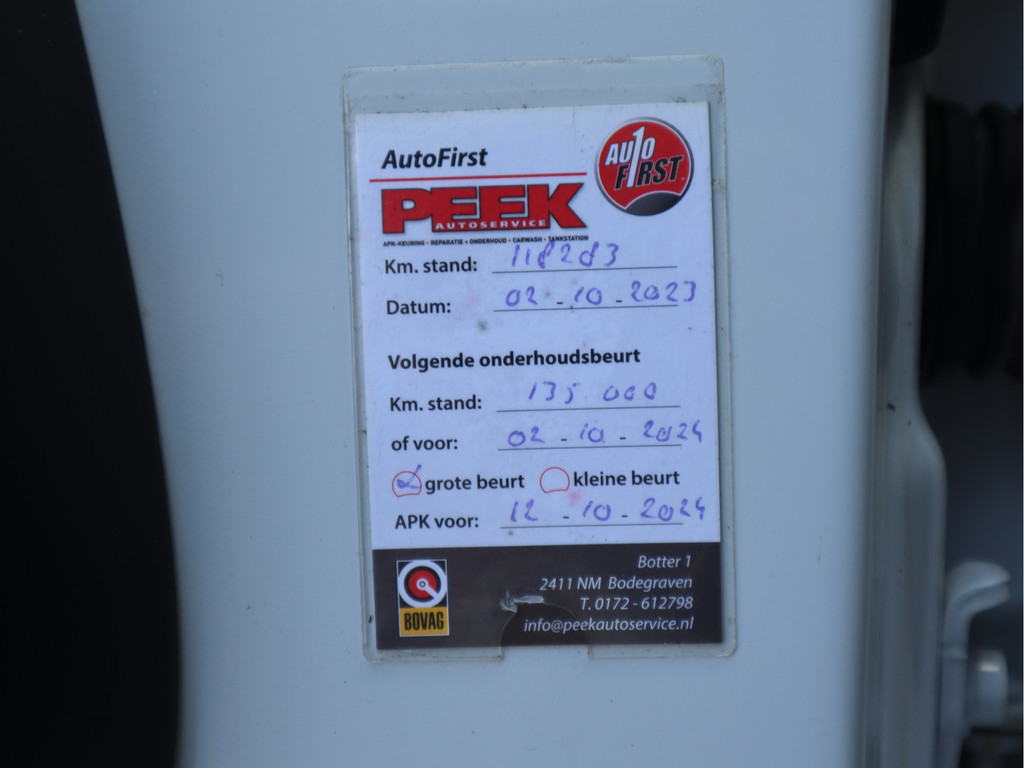 AutoFirst
AUTO
F1RST
PEEK
AUTOSERVICE
APK-KEURING • REPARATIE • ONDERHOUD • CARWASH • TANKSTATION
Km. stand: 118283
Datum: 02-10-2023
Volgende onderhoudsbeurt
Km. stand: 135.000
of voor: 02-10-2024
grote beurt kleine beurt
APK voor: 12-10-2024
Botter 1
2411 NM Bodegraven
T. 0172 - 612798
info@peekautoservice.nl
BOVAG